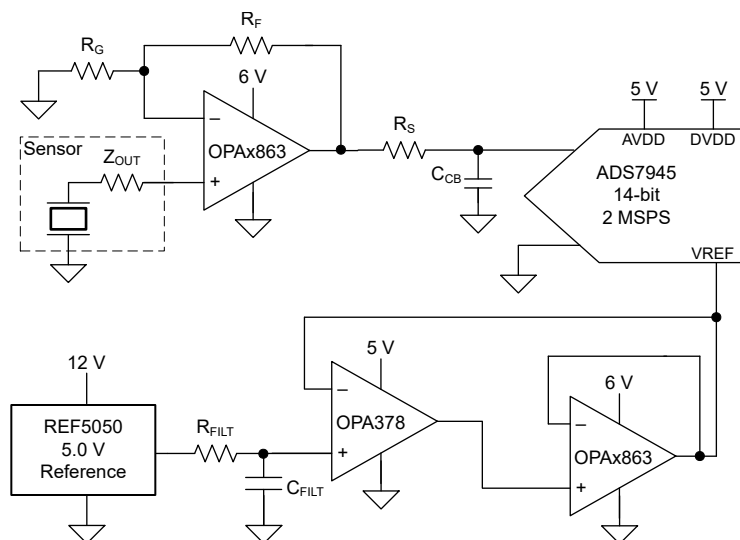 R_F
R_G
6 V
−
OPAx863
+
Sensor
Z_OUT
R_S
C_CB
5 V
5 V
AVDD
DVDD
ADS7945
14-bit
2 MSPS
VREF
12 V
REF5050
5.0 V
Reference
R_FILT
C_FILT
5 V
−
OPA378
+
6 V
−
OPAx863
+